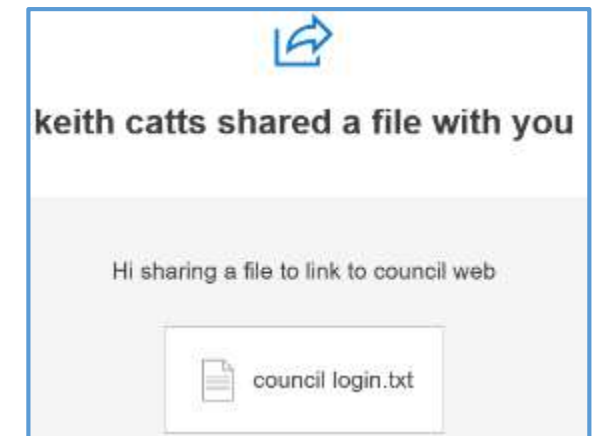 keith catts shared a file with you
Hi sharing a file to link to council web
council login.txt